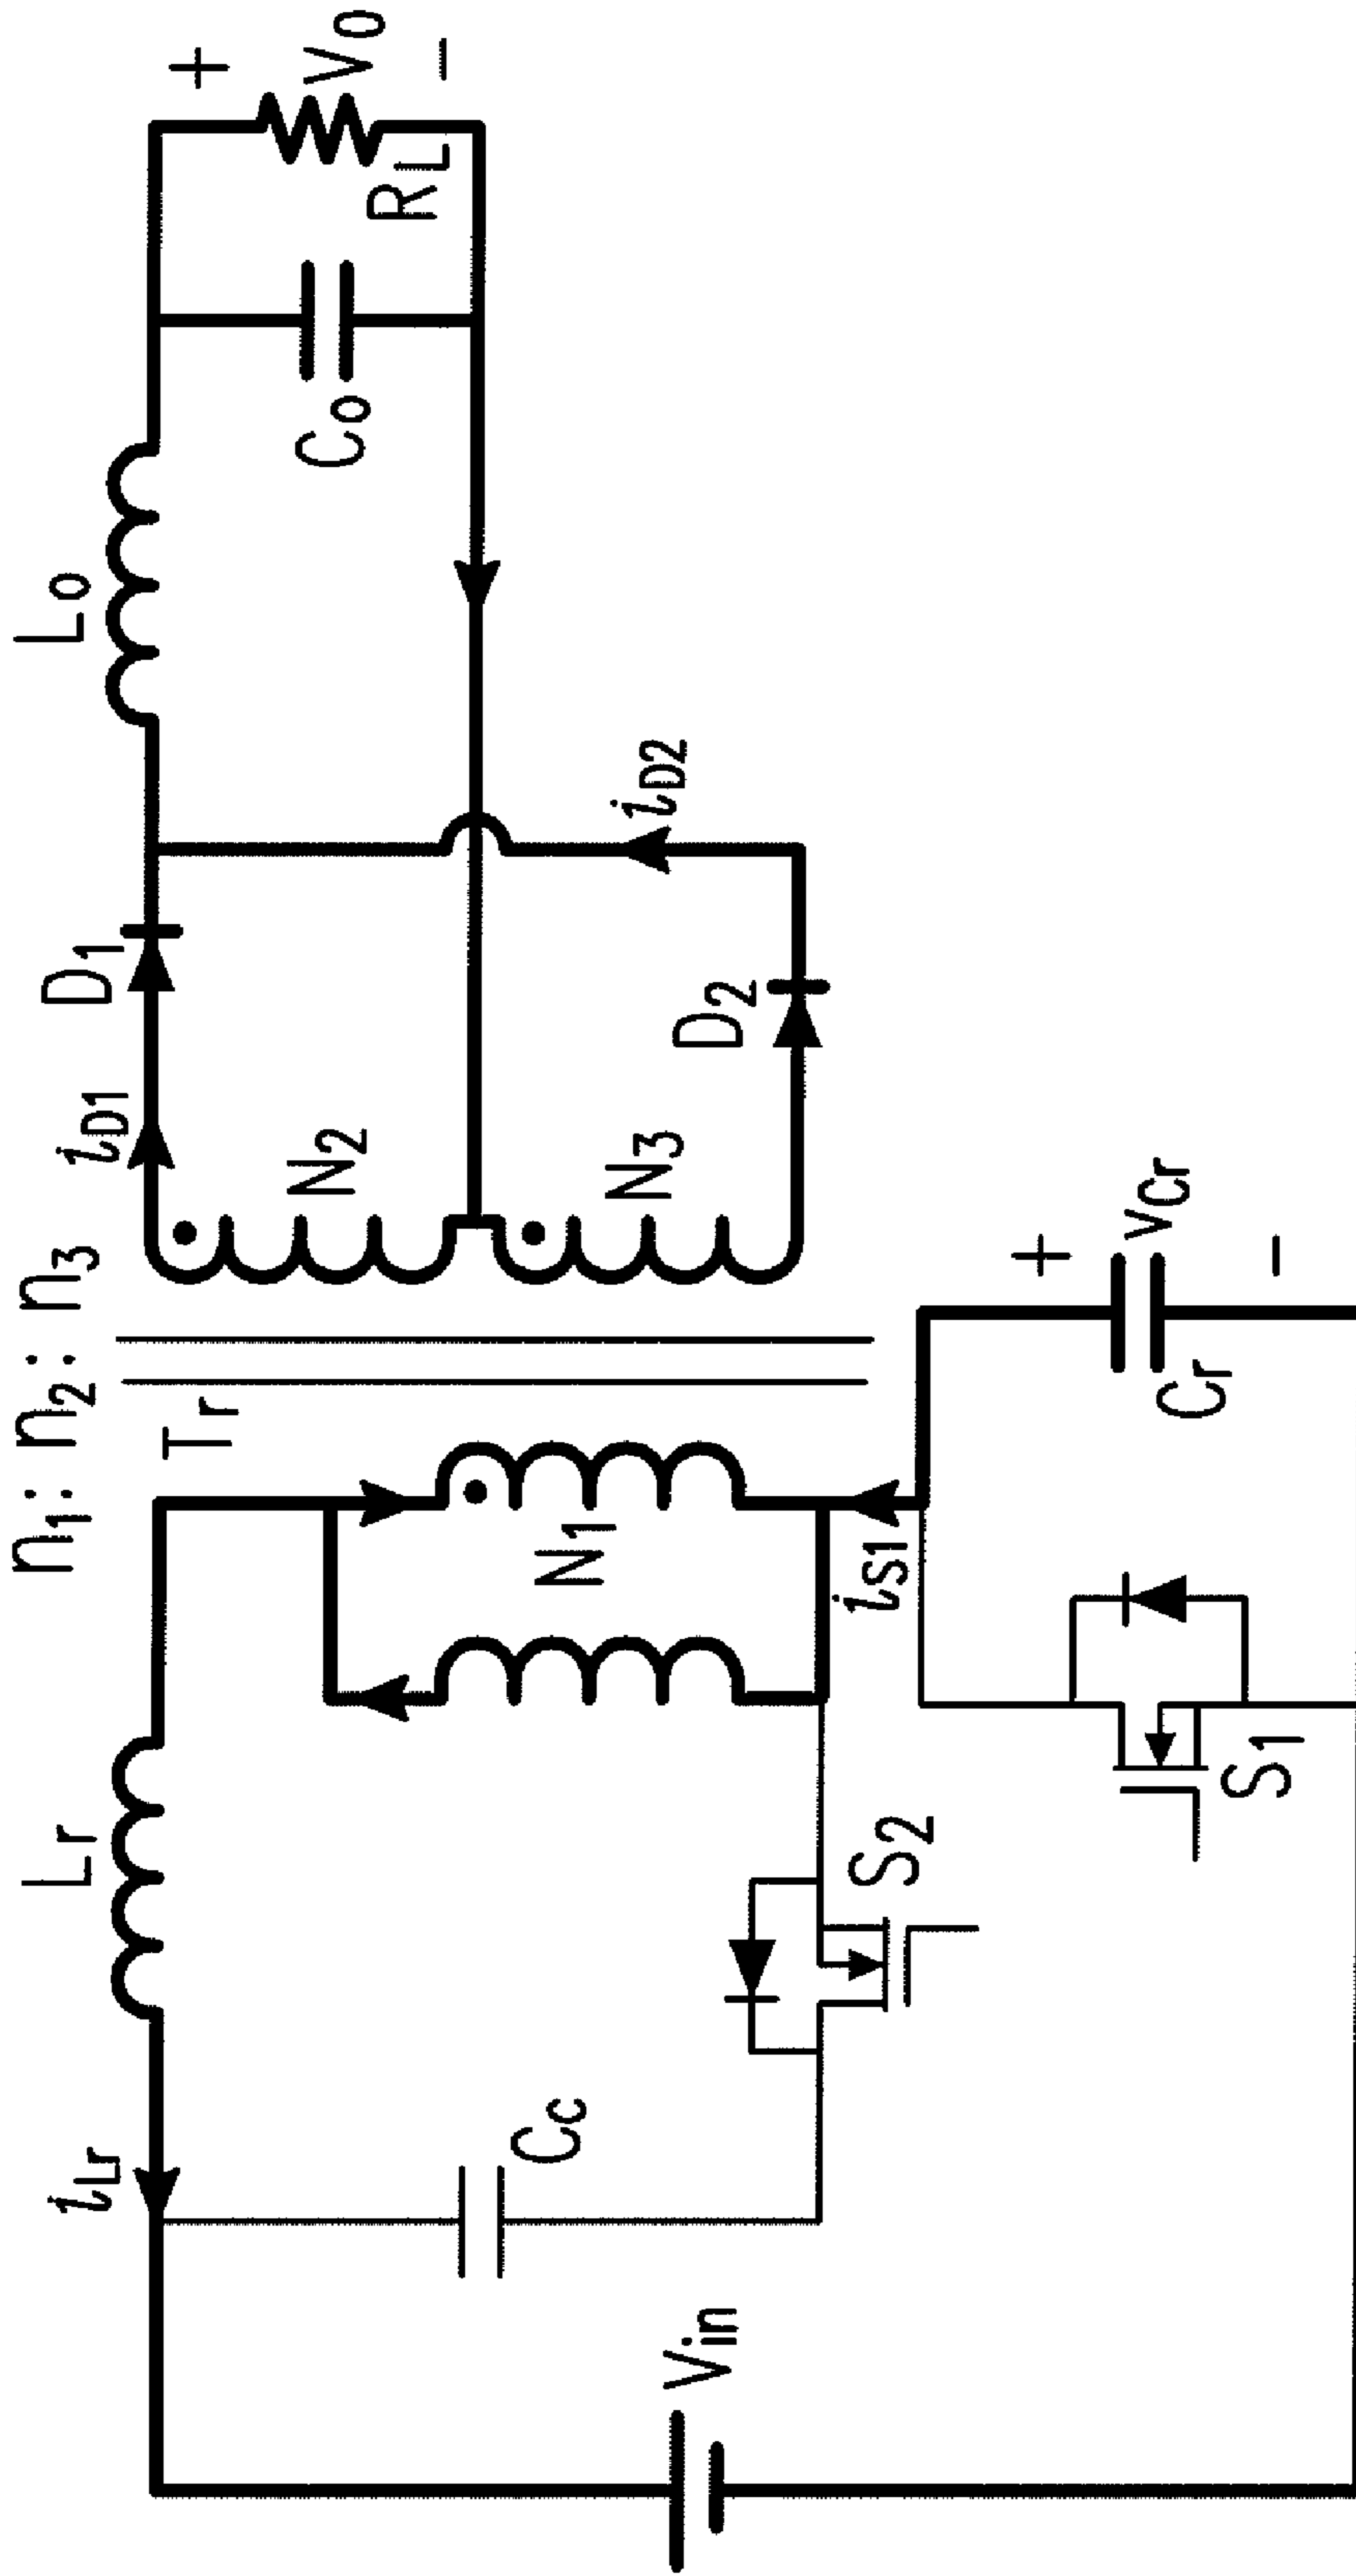 n1: n2: n3
Lr
Tr
iLr
iD1
D1
Lo
+
Vo
−
RL
Co
N2
N3
D2
iD2
N1
Cc
Vin
S2
iS1
S1
+
vCr
−
Cr